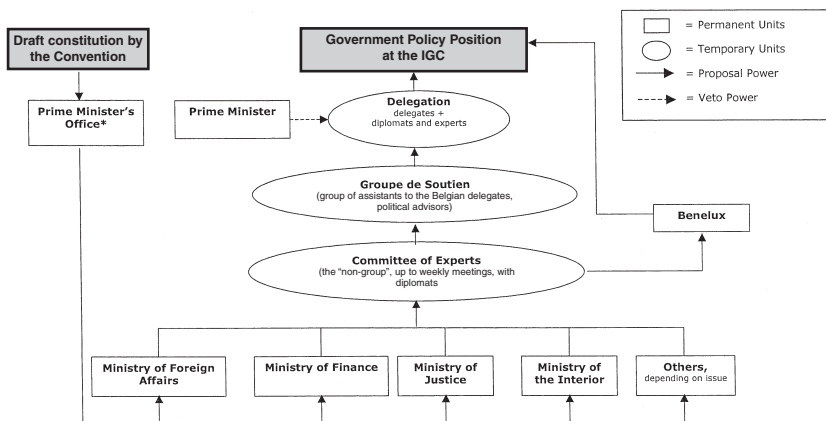 Draft constitution by
the Convention
Government Policy Position
at the IGC
= Permanent Units
= Temporary Units
= Proposal Power
= Veto Power
Prime Minister's
Office*
Prime Minister
Delegation
delegates +
diplomats and experts
Groupe de Soutien
(group of assistants to the Belgian delegates,
political advisors)
Benelux
Committee of Experts
(the "non-group", up to weekly meetings, with
diplomats
Ministry of Foreign
Affairs
Ministry of Finance
Ministry of
Justice
Ministry of
the Interior
Others,
depending on issue